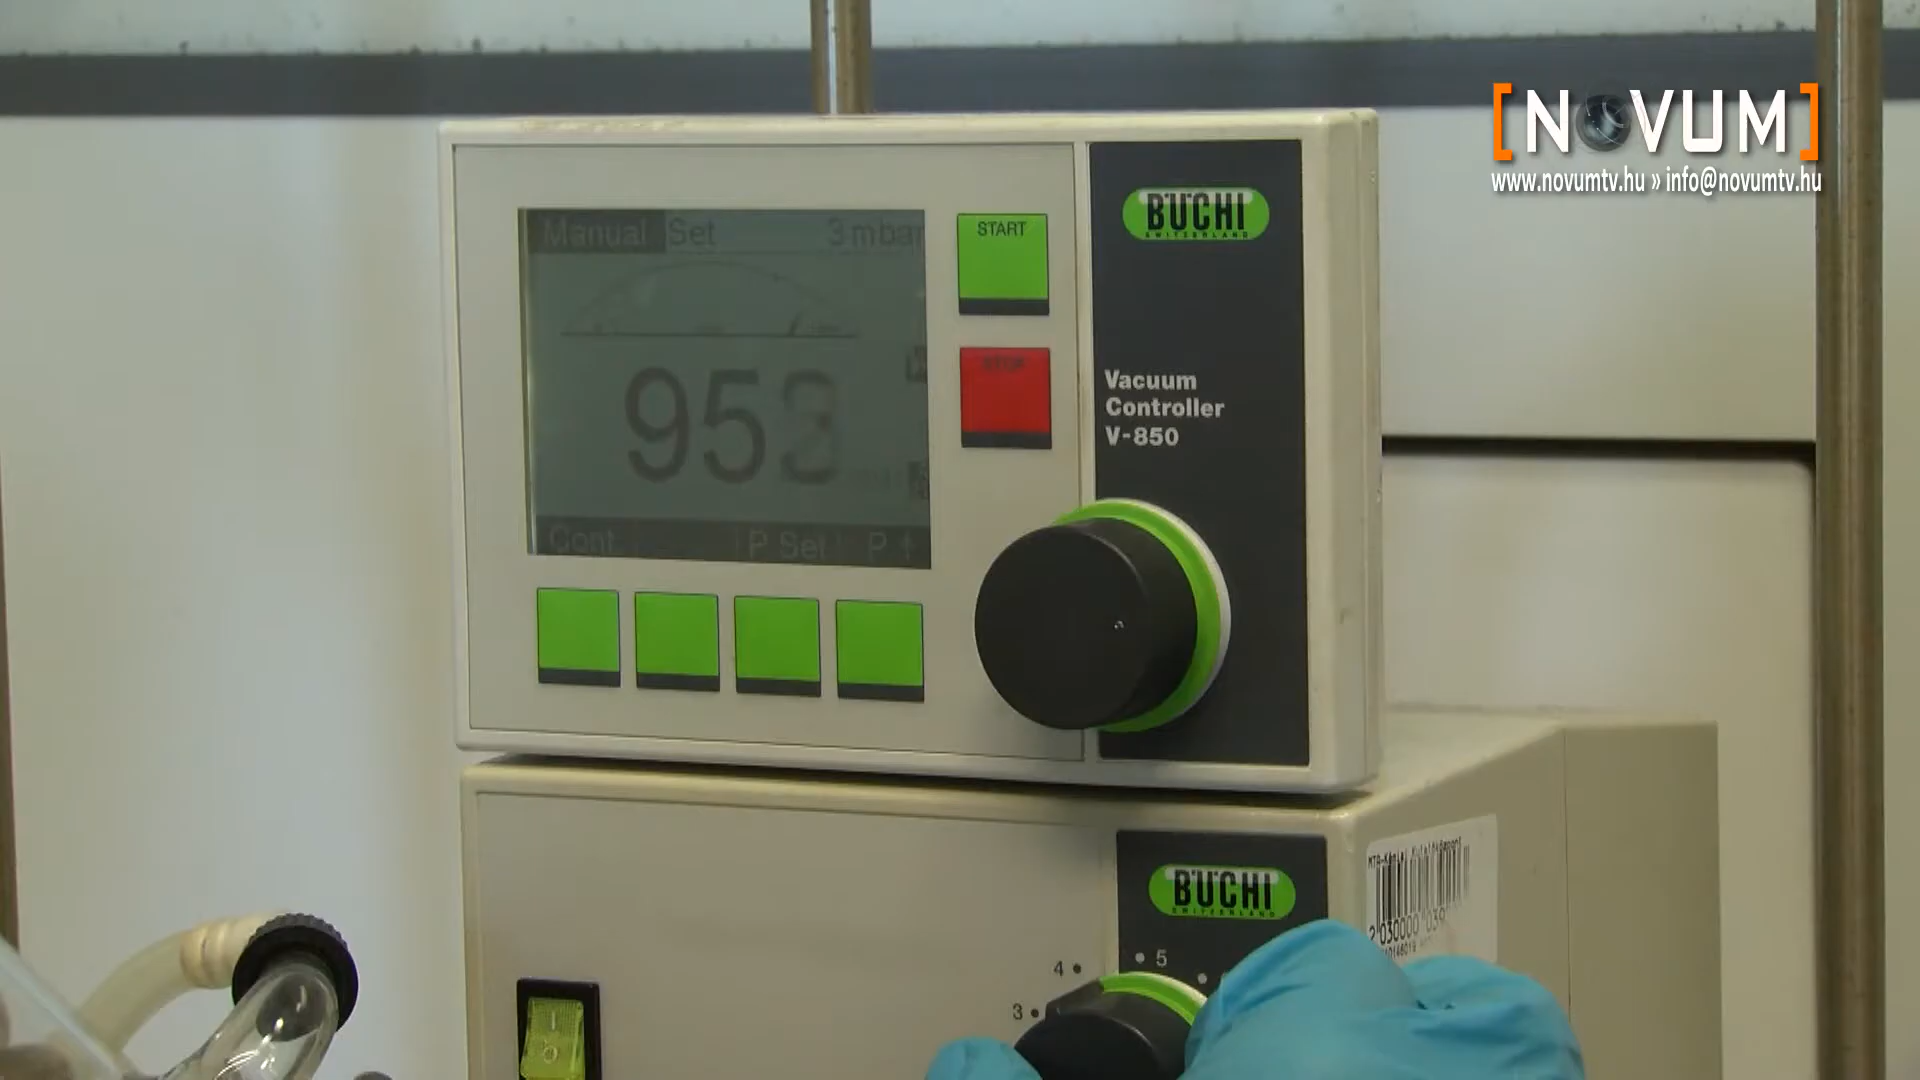 [NOVUM]
www.novumtv.hu » info@novumtv.hu
Manual Set 3 mbar
START
BÜCHI
SWITZERLAND
STOP
Vacuum
Controller
V-850
Cont P Set P
BÜCHI
SWITZERLAND
5
4
3